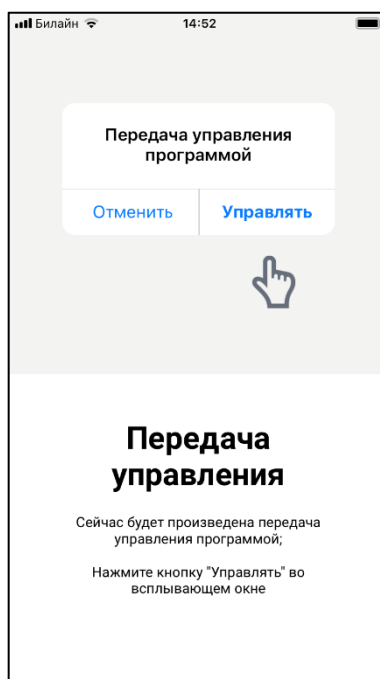 Билайн 14:52
Передача управления
программой
Отменить Управлять
Передача
управления
Сейчас будет произведена передача
управления программой;
Нажмите кнопку "Управлять" во
всплывающем окне